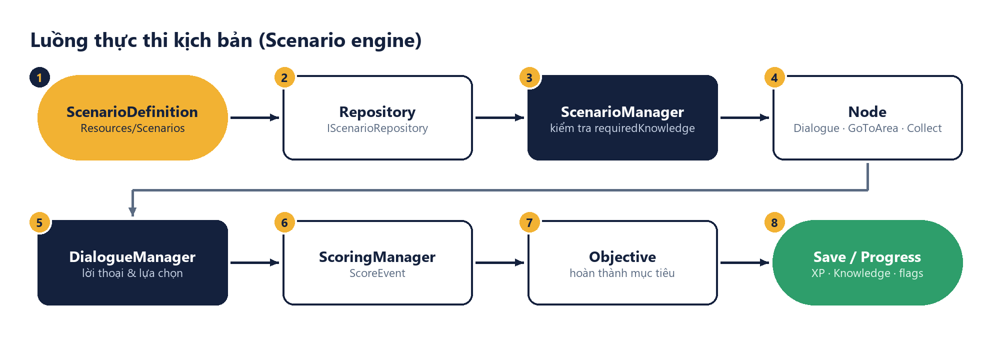 Luồng thực thi kịch bản (Scenario engine)
1
ScenarioDefinition
Resources/Scenarios
2
Repository
IScenarioRepository
3
ScenarioManager
kiểm tra requiredKnowledge
4
Node
Dialogue · GoToArea · Collect
5
DialogueManager
lời thoại & lựa chọn
6
ScoringManager
ScoreEvent
7
Objective
hoàn thành mục tiêu
8
Save / Progress
XP · Knowledge · flags